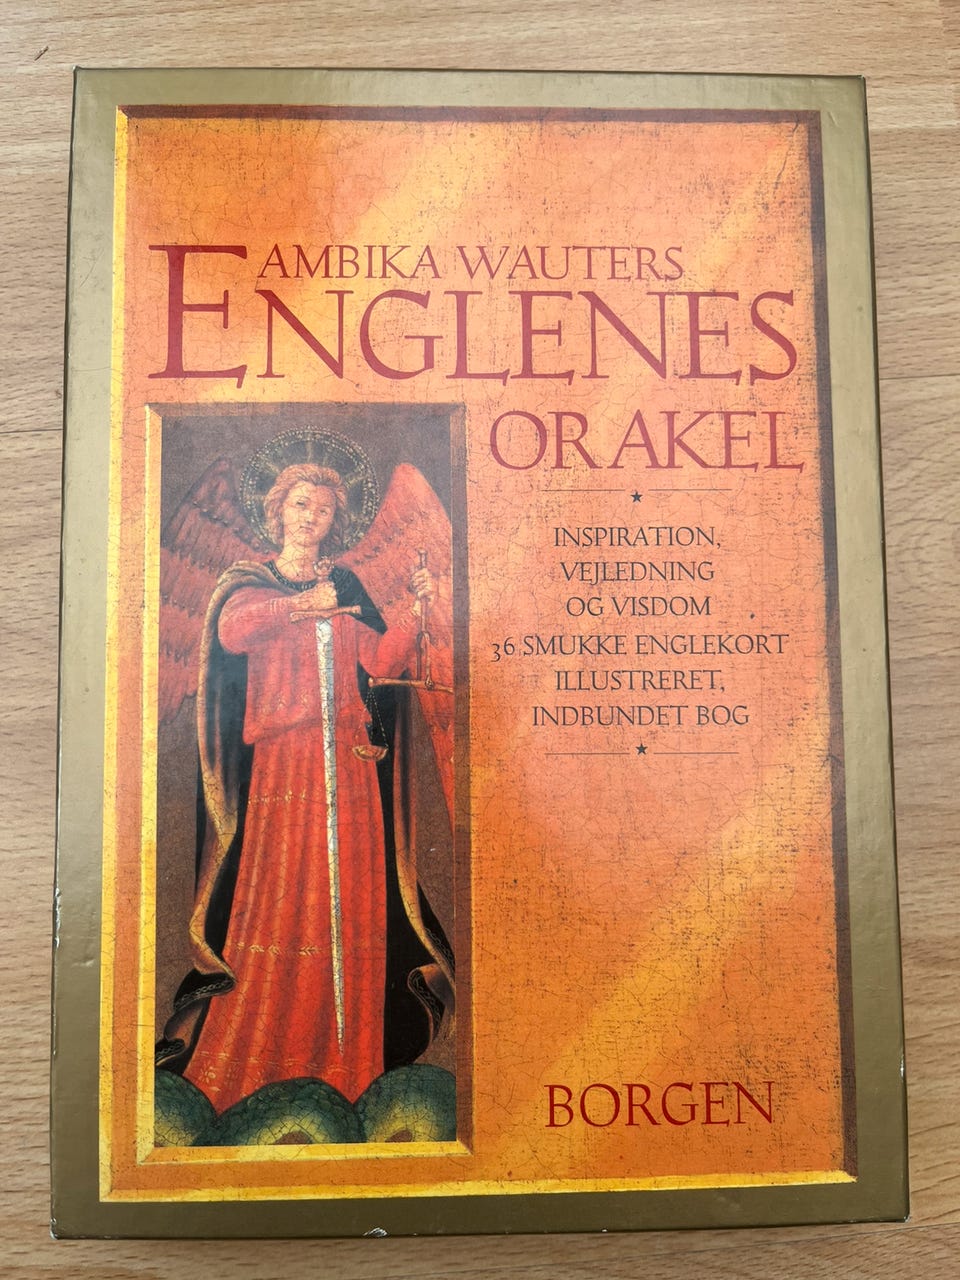 AMBIKA WAUTERS
ENGLENES
ORAKEL
INSPIRATION,
VEJLEDNING
OG VISDOM
36 SMUKKE ENGLEKORT
ILLUSTRERET,
INDBUNDET BOG
BORGEN